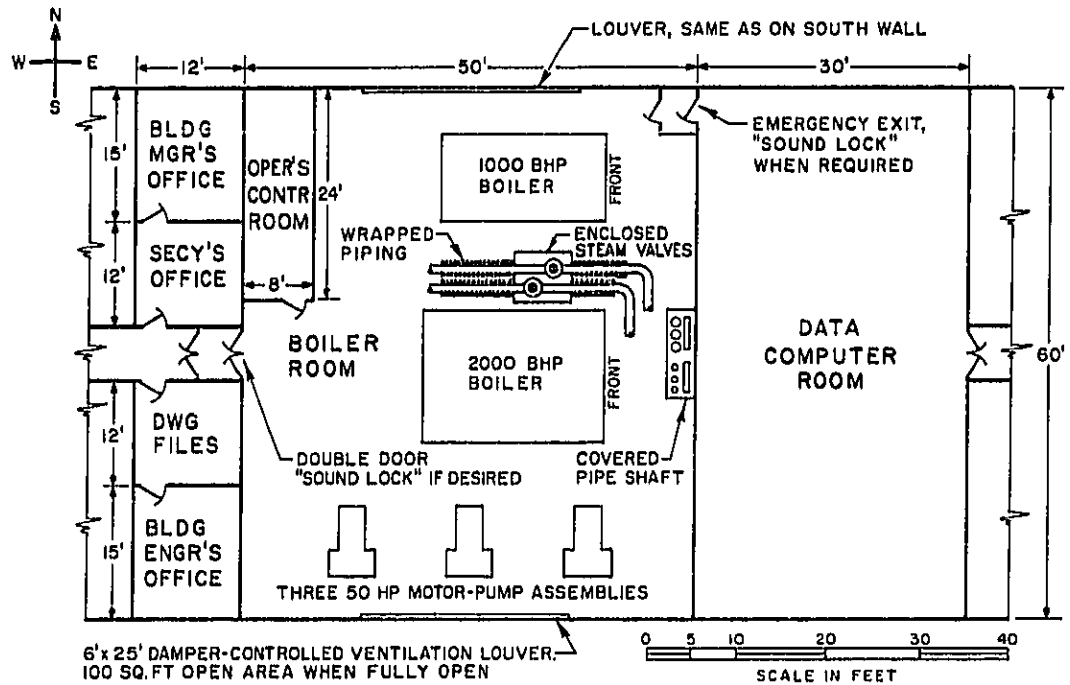 N
W E
S
LOUVER, SAME AS ON SOUTH WALL
12'
50'
30'
15'
BLDG
MGR'S
OFFICE
OPER'S
CONTR
ROOM
24'
1000 BHP
BOILER
FRONT
EMERGENCY EXIT,
"SOUND LOCK"
WHEN REQUIRED
12'
SECY'S
OFFICE
8'
WRAPPED
PIPING
ENCLOSED
STEAM VALVES
BOILER
ROOM
2000 BHP
BOILER
FRONT
DATA
COMPUTER
ROOM
60'
12'
DWG
FILES
DOUBLE DOOR
"SOUND LOCK" IF DESIRED
COVERED
PIPE SHAFT
15'
BLDG
ENGR'S
OFFICE
THREE 50 HP MOTOR-PUMP ASSEMBLIES
6'x 25' DAMPER-CONTROLLED VENTILATION LOUVER,
100 SQ.FT OPEN AREA WHEN FULLY OPEN
0 5 10 20 30 40
SCALE IN FEET